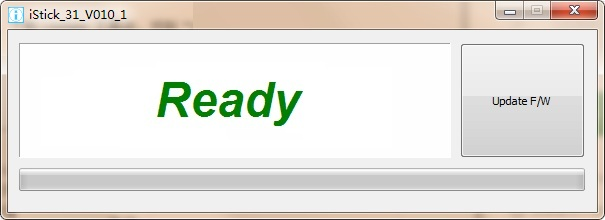 iStick_31_V010_1
Ready
Update F/W